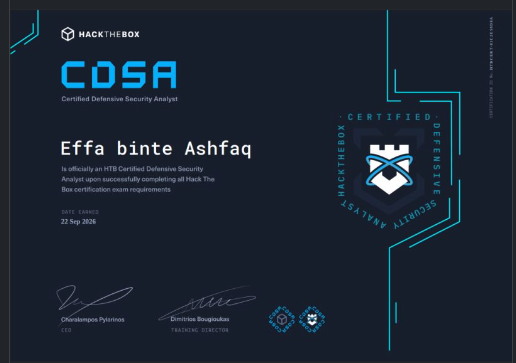 HACKTHEBOX
CDSA
Certified Defensive Security Analyst
Effa binte Ashfaq
Is officially an HTB Certified Defensive Security
Analyst upon successfully completing all Hack The
Box certification exam requirements
DATE EARNED
22 Sep 2026
· CERTIFIED ·
DEFENSIVE
SECURITY
ANALYST
HACKTHEBOX
Charalampos Pylarinos
CEO
Dimitrios Bougioukas
TRAINING DIRECTOR